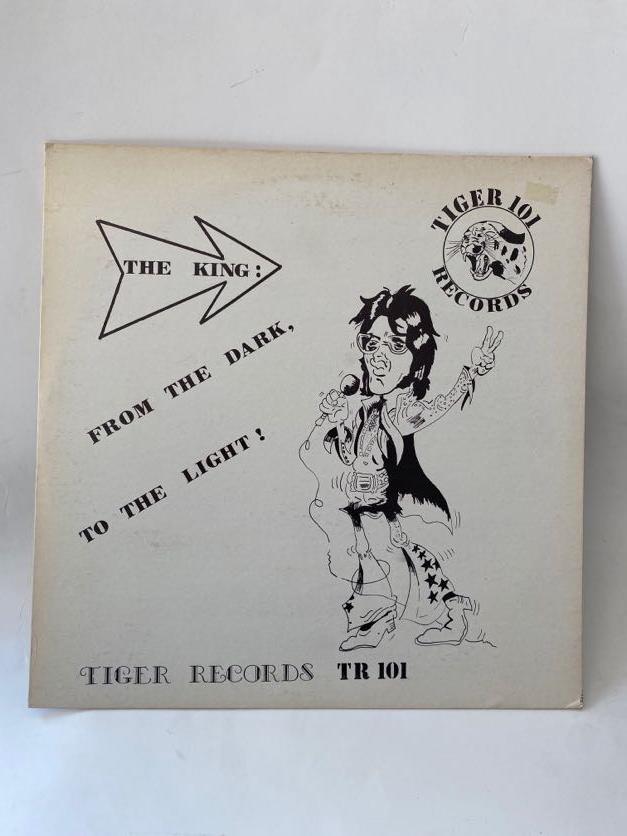 TIGER 101
RECORDS
THE KING:
FROM THE DARK,
TO THE LIGHT!
TIGER RECORDS TR 101